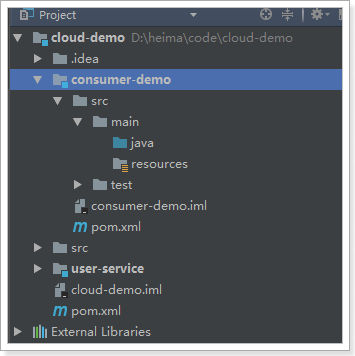 Project
cloud-demo D:\heima\code\cloud-demo
.idea
consumer-demo
src
main
java
resources
test
consumer-demo.iml
pom.xml
src
user-service
cloud-demo.iml
pom.xml
External Libraries